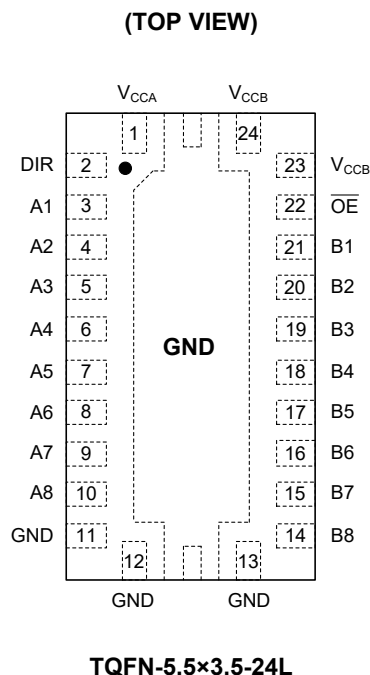 (TOP VIEW)
VCCA VCCB
1 24
DIR 2 23 VCCB
A1 3 22 OE
A2 4 21 B1
A3 5 20 B2
A4 6 19 B3
GND
A5 7 18 B4
A6 8 17 B5
A7 9 16 B6
A8 10 15 B7
GND 11 14 B8
12 13
GND GND
TQFN-5.5×3.5-24L